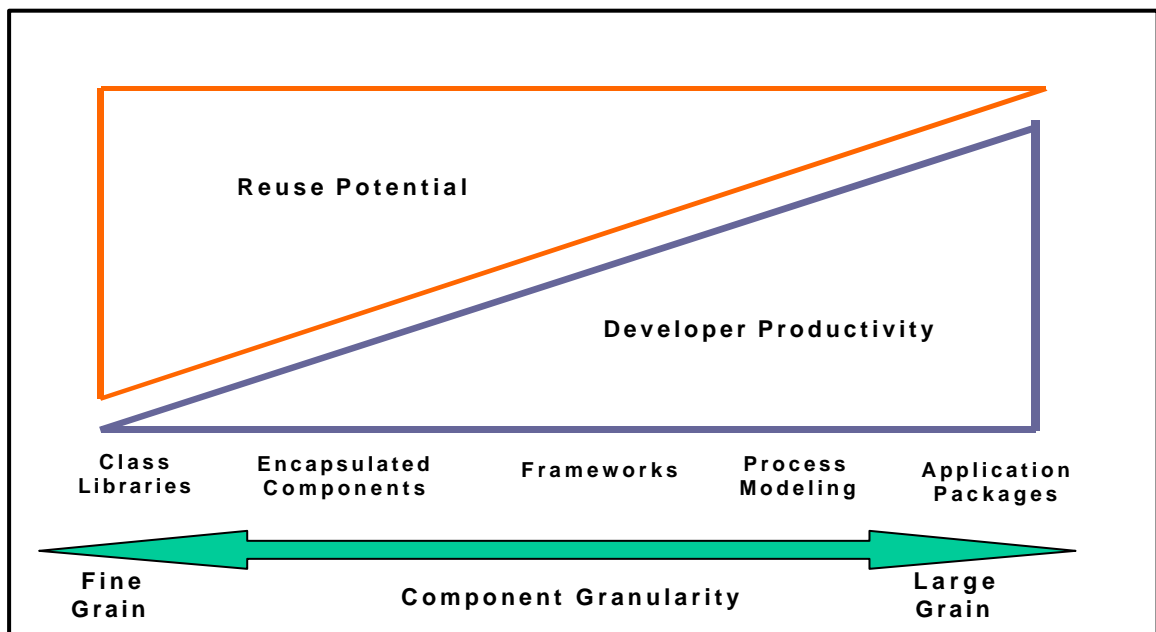 Reuse Potential
Developer Productivity
Class
Libraries
Encapsulated
Components
Frameworks
Process
Modeling
Application
Packages
Fine
Grain
Component Granularity
Large
Grain